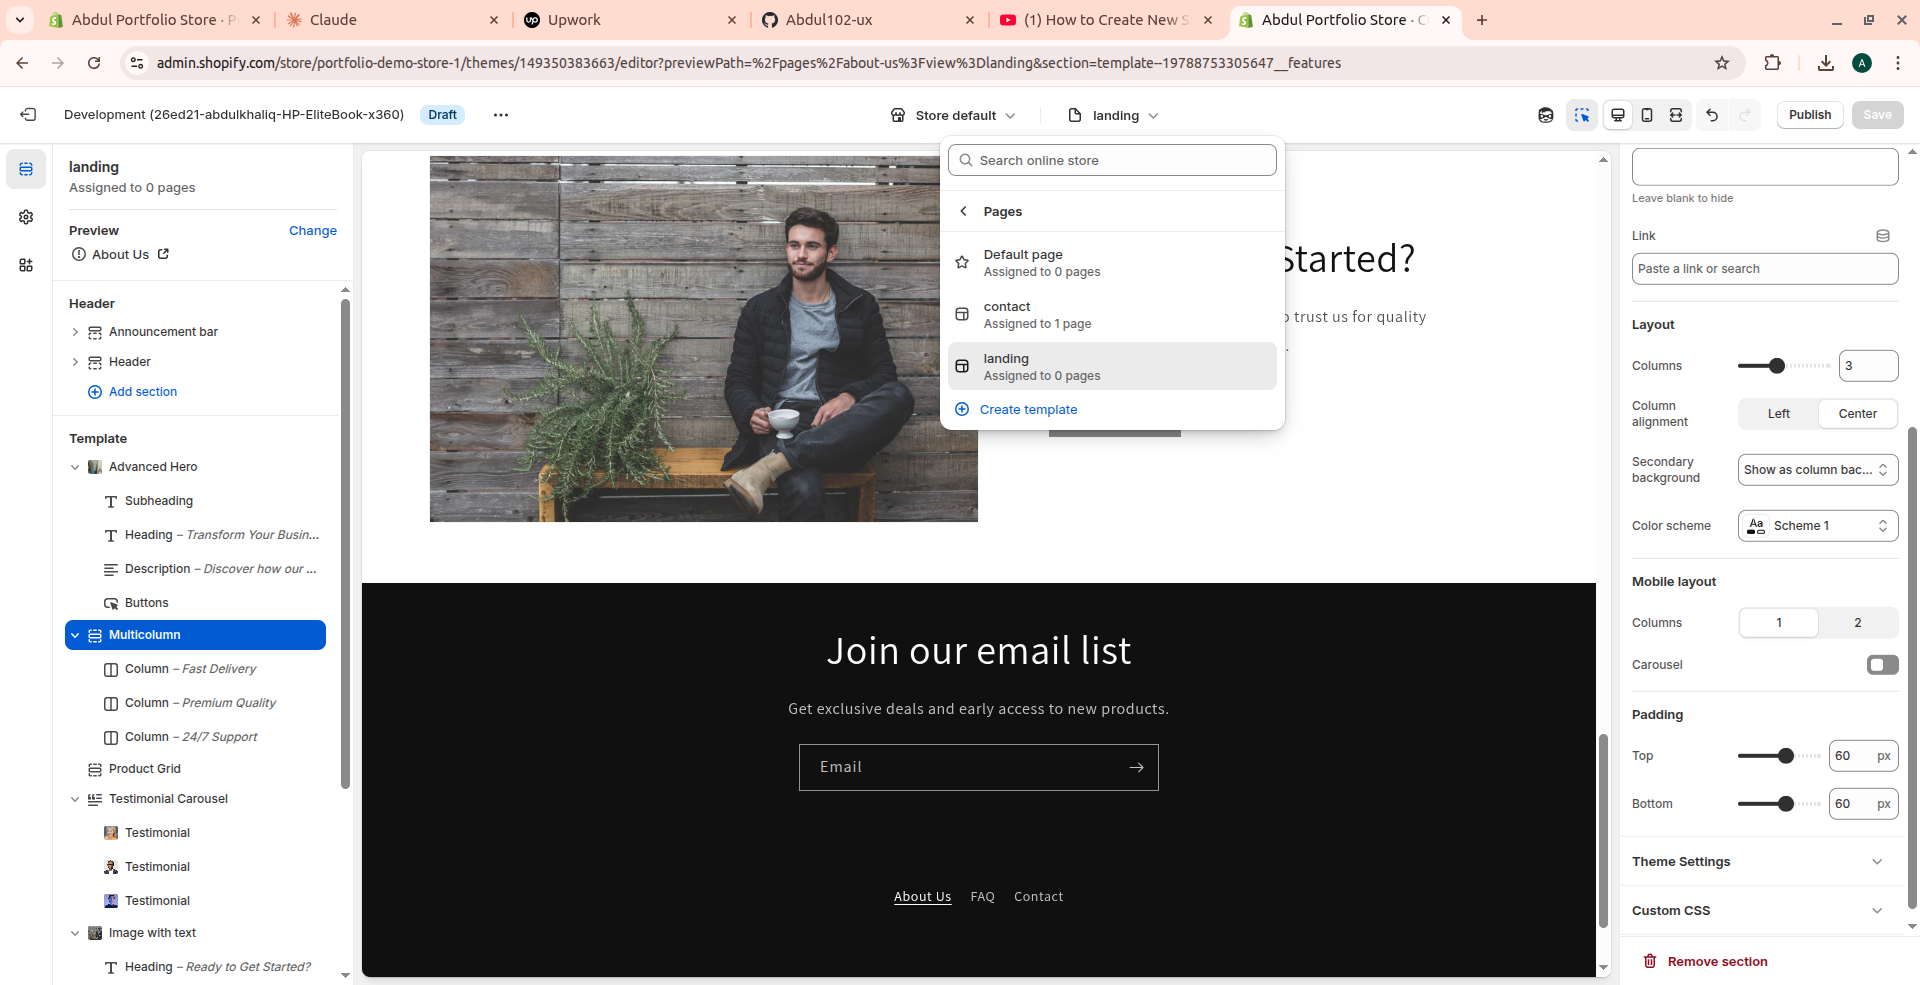 Abdul Portfolio Store · P
Claude
Upwork
Abdul102-ux
(1) How to Create New S
Abdul Portfolio Store · C
admin.shopify.com/store/portfolio-demo-store-1/themes/149350383663/editor?previewPath=%2Fpages%2Fabout-us%3Fview%3Dlanding&section=template--19788753305647__features
A
Development (26ed21-abdulkhaliq-HP-EliteBook-x360)
Draft
Store default
landing
Publish
Save
landing
Assigned to 0 pages
Preview
Change
About Us
Header
Announcement bar
Header
Add section
Template
Advanced Hero
Subheading
Heading – Transform Your Busin...
Description – Discover how our ...
Buttons
Multicolumn
Column – Fast Delivery
Column – Premium Quality
Column – 24/7 Support
Product Grid
Testimonial Carousel
Testimonial
Testimonial
Testimonial
Image with text
Heading – Ready to Get Started?
Search online store
Pages
Default page
Assigned to 0 pages
contact
Assigned to 1 page
landing
Assigned to 0 pages
Create template
Started?
trust us for quality
.
Join our email list
Get exclusive deals and early access to new products.
Email
About Us
FAQ
Contact
Leave blank to hide
Link
Paste a link or search
Layout
Columns
3
Column
alignment
Left
Center
Secondary
background
Show as column bac...
Color scheme
Aa
Scheme 1
Mobile layout
Columns
1
2
Carousel
Padding
Top
60 px
Bottom
60 px
Theme Settings
Custom CSS
Remove section